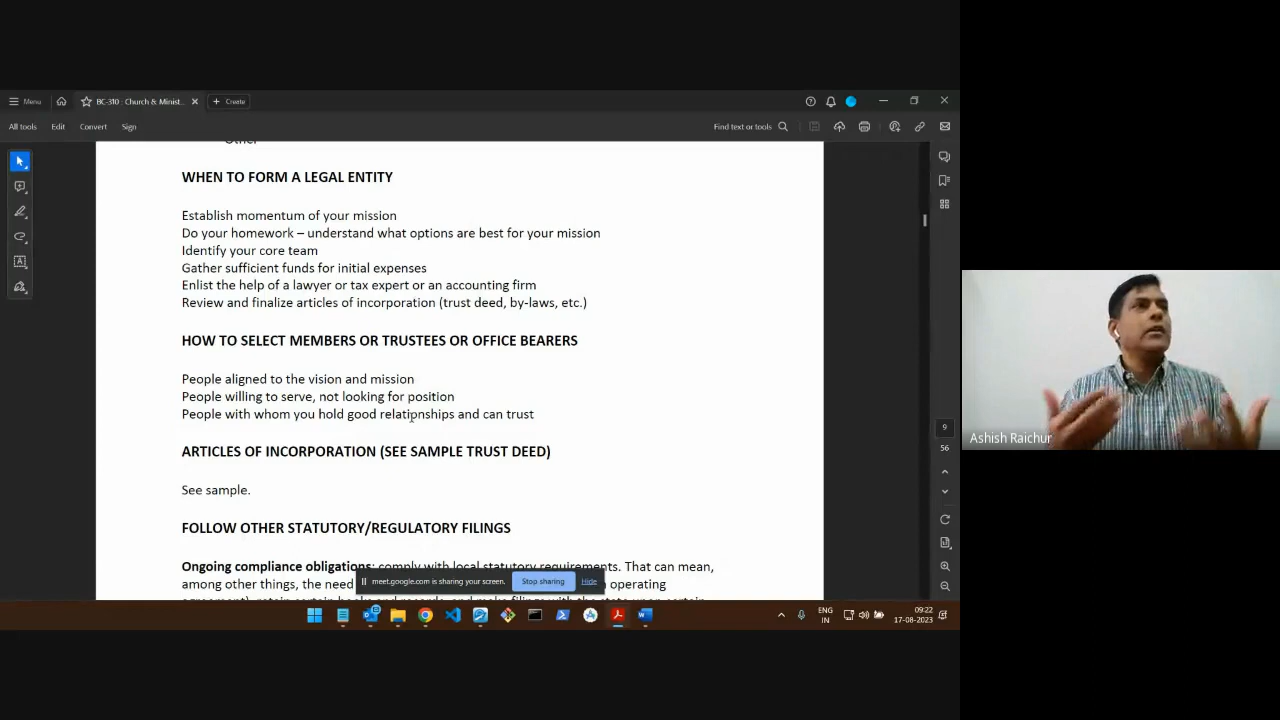 Menu
BC-310 : Church & Minist...
Create
All tools
Edit
Convert
Sign
Find text or tools
Other
WHEN TO FORM A LEGAL ENTITY
Establish momentum of your mission
Do your homework – understand what options are best for your mission
Identify your core team
Gather sufficient funds for initial expenses
Enlist the help of a lawyer or tax expert or an accounting firm
Review and finalize articles of incorporation (trust deed, by-laws, etc.)
HOW TO SELECT MEMBERS OR TRUSTEES OR OFFICE BEARERS
People aligned to the vision and mission
People willing to serve, not looking for position
People with whom you hold good relationships and can trust
ARTICLES OF INCORPORATION (SEE SAMPLE TRUST DEED)
See sample.
FOLLOW OTHER STATUTORY/REGULATORY FILINGS
Ongoing compliance obligations: comply with local statutory requirements. That can mean,
among other things, the need
operating
meet.google.com is sharing your screen.
Stop sharing
Hide
9
56
ENG
IN
09:22
17-08-2023
Ashish Raichur